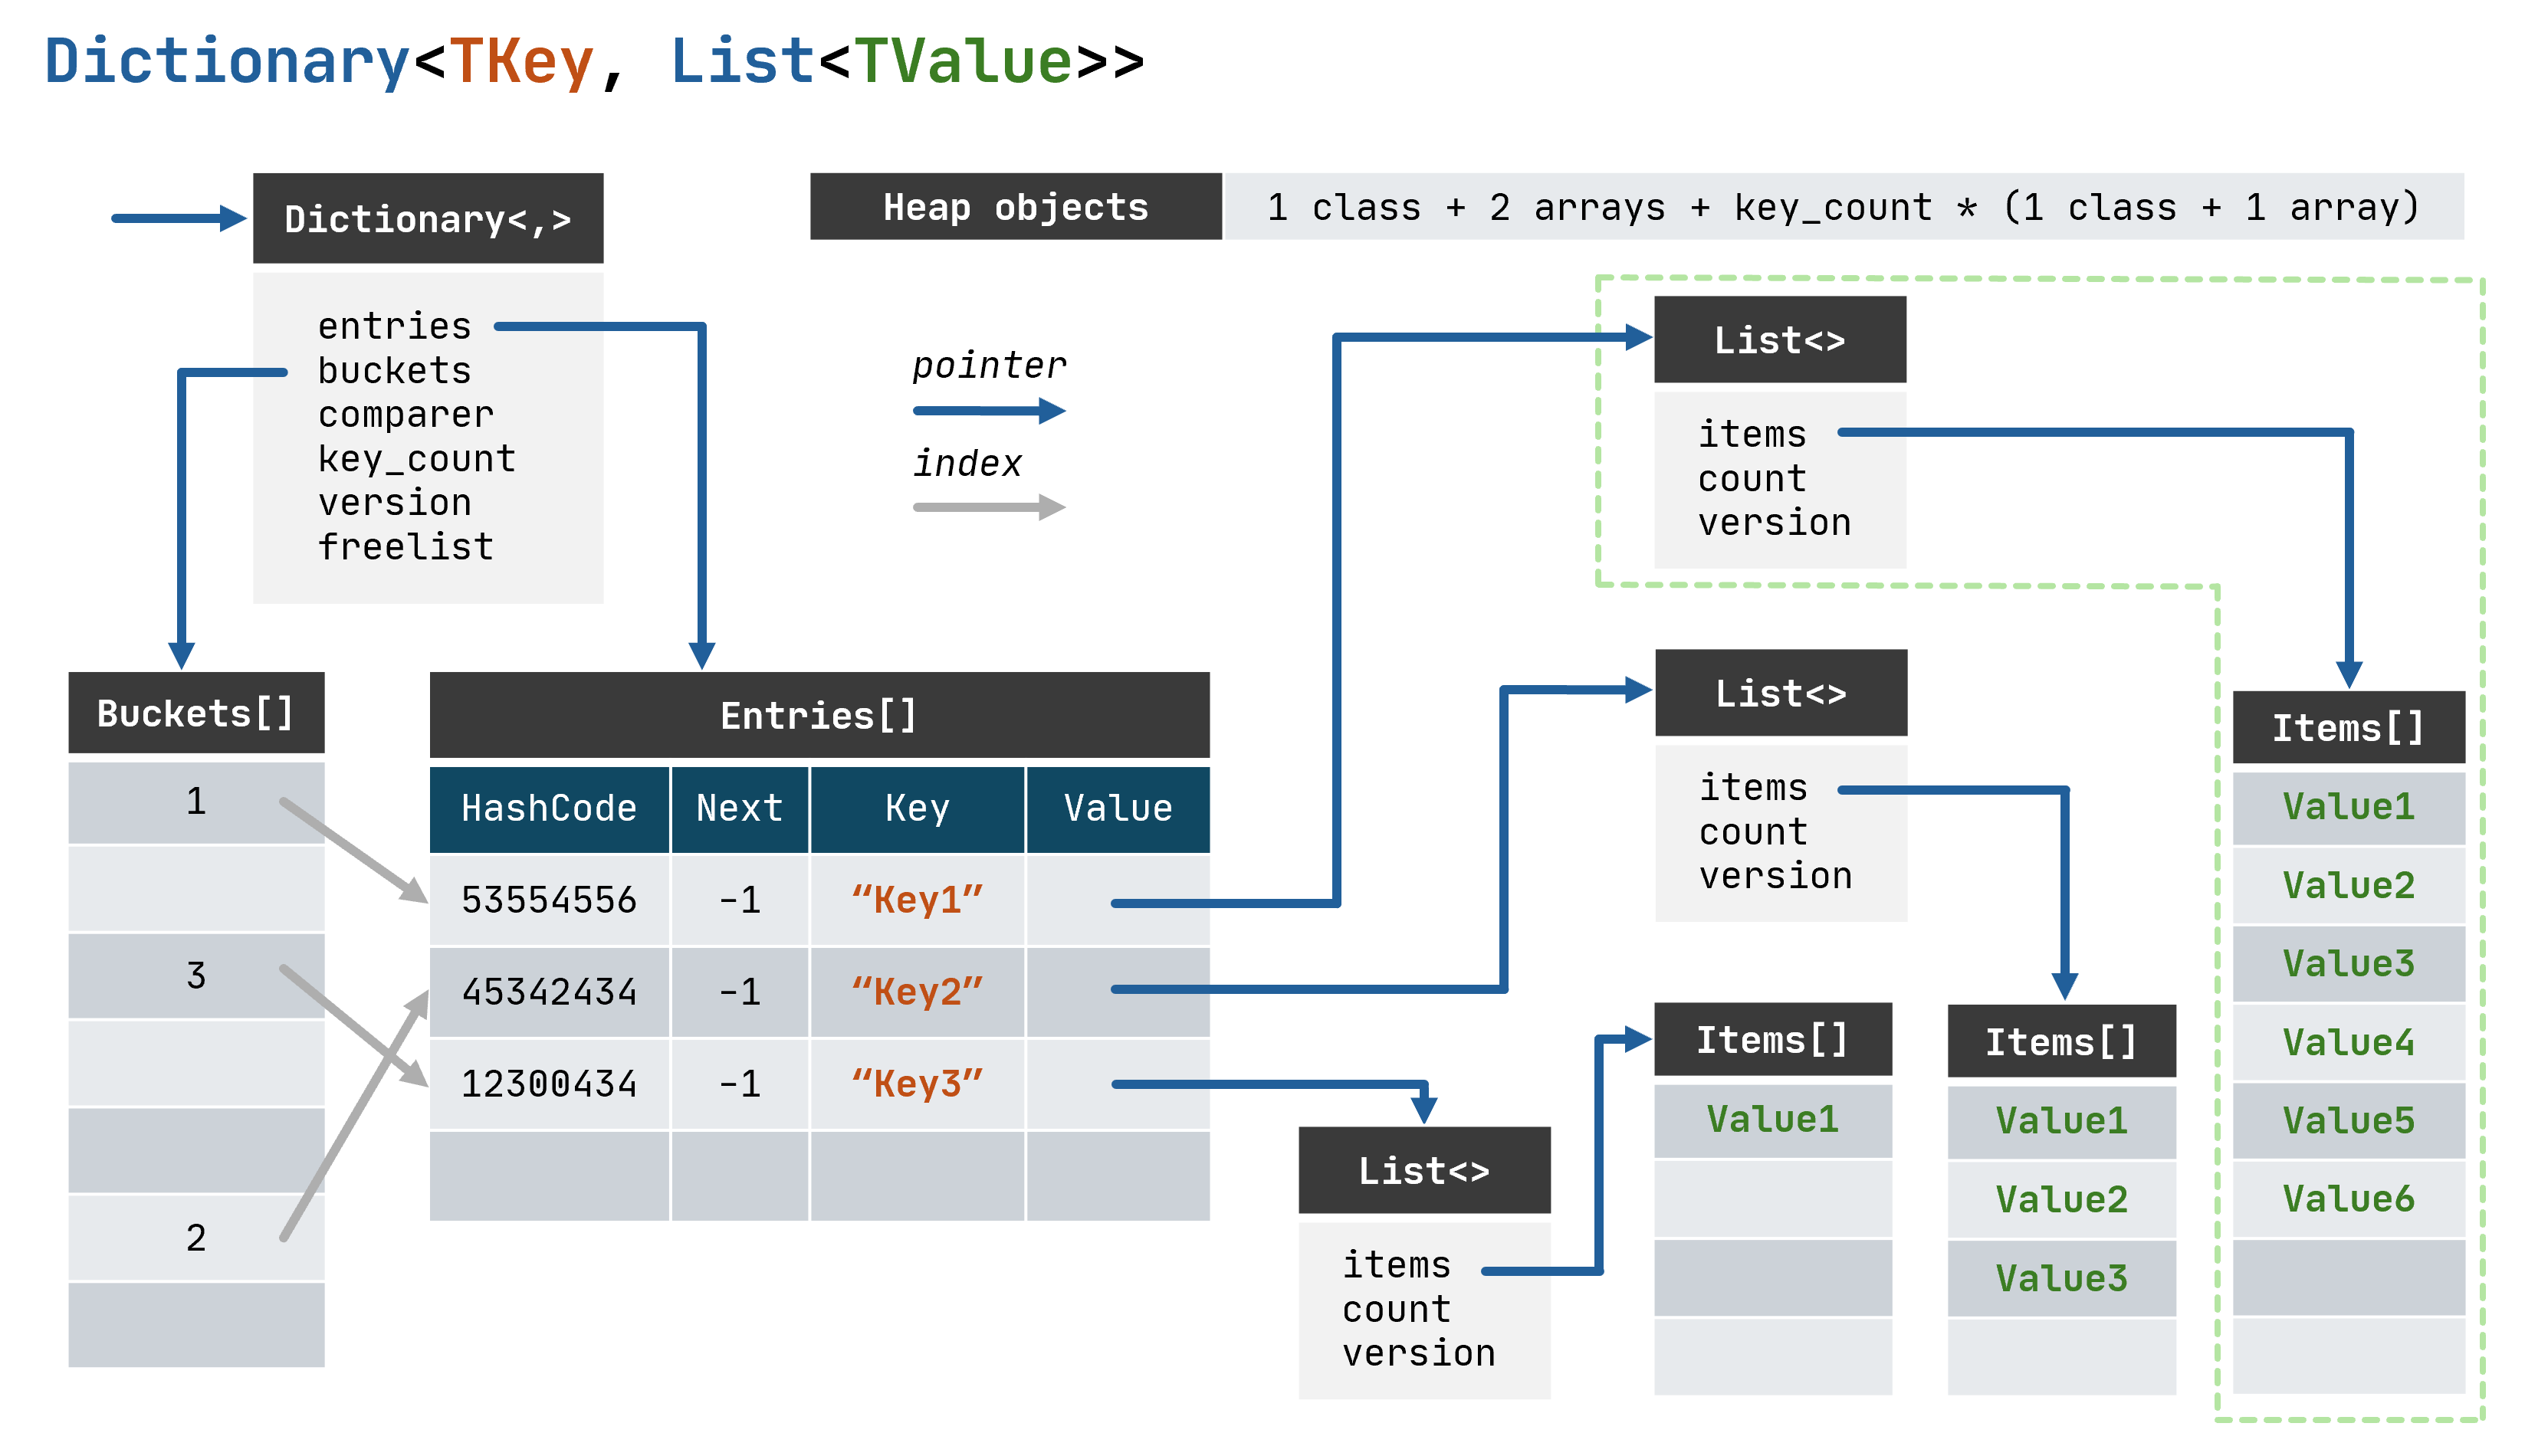 Dictionary<TKey, List<TValue>>
Dictionary<,>
Heap objects 1 class + 2 arrays + key_count * (1 class + 1 array)
entries
buckets
comparer
key_count
version
freelist
pointer
index
List<>
items
count
version
Buckets[]
1
3
2
Entries[]
HashCode Next Key Value
53554556 -1 “Key1”
45342434 -1 “Key2”
12300434 -1 “Key3”
List<>
items
count
version
List<>
items
count
version
Items[]
Value1
Items[]
Value1
Value2
Value3
Items[]
Value1
Value2
Value3
Value4
Value5
Value6